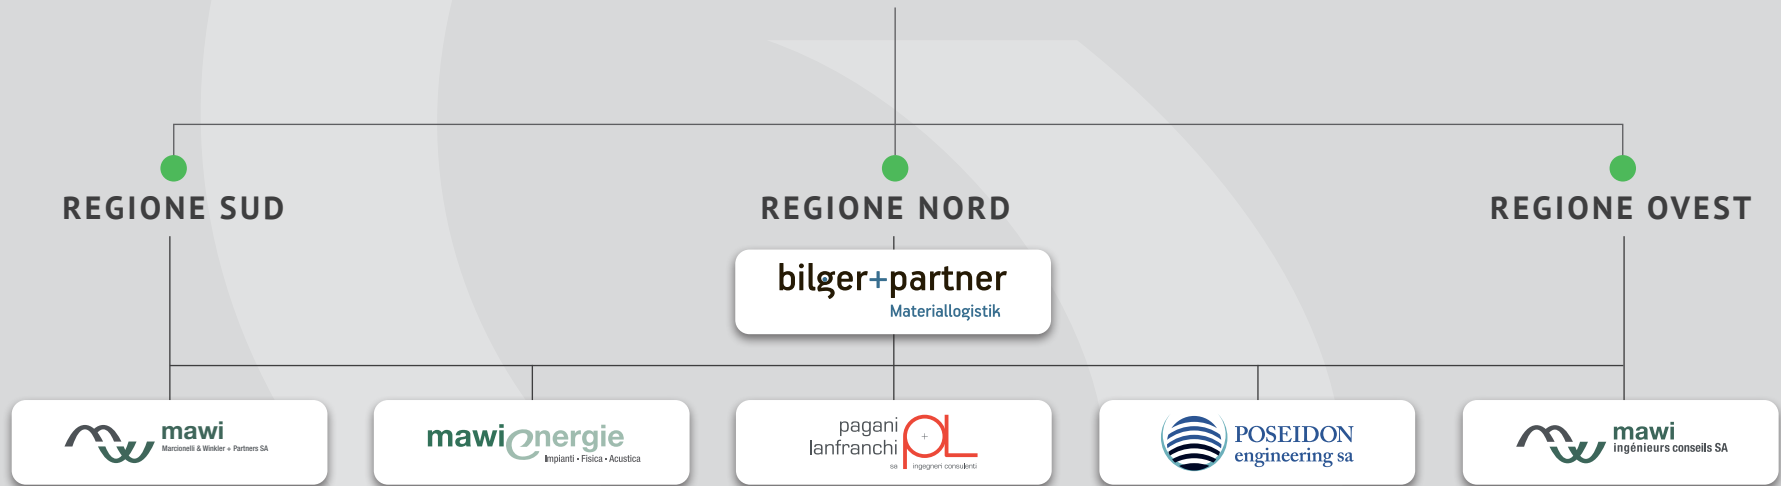 REGIONE SUD
REGIONE NORD
REGIONE OVEST
bilger+partner
Materiallogistik
mawi
Marcionelli & Winkler + Partners SA
mawienergie
Impianti • Fisica • Acustica
pagani
lanfranchi
sa
pL
ingegneri consulenti
POSEIDON
engineering sa
mawi
ingénieurs conseils SA